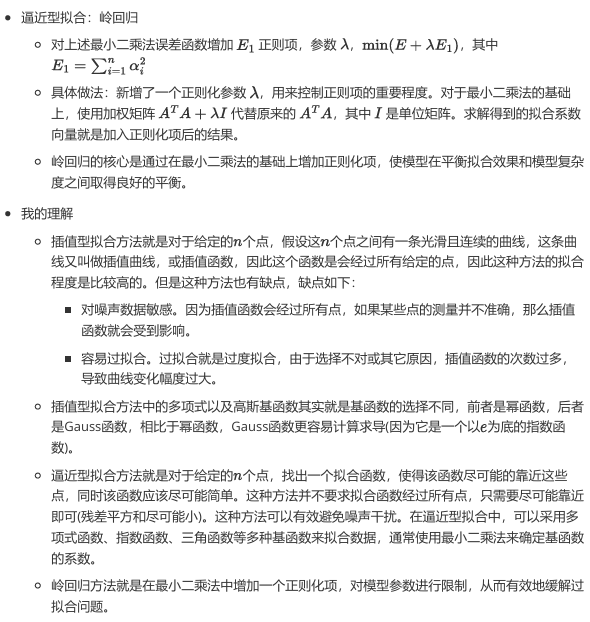 逼近型拟合：岭回归
对上述最小二乘法误差函数增加 E₁ 正则项，参数 λ，min(E + λE₁)，其中
E₁ = ∑ⁿᵢ₌₁ αᵢ²
具体做法：新增了一个正则化参数 λ，用来控制正则项的重要程度。对于最小二乘法的基础
上，使用加权矩阵 AᵀA + λI 代替原来的 AᵀA，其中 I 是单位矩阵。求解得到的拟合系数
向量就是加入正则化项后的结果。
岭回归的核心是通过在最小二乘法的基础上增加正则化项，使模型在平衡拟合效果和模型复杂
度之间取得良好的平衡。
我的理解
插值型拟合方法就是对于给定的n个点，假设这n个点之间有一条光滑且连续的曲线，这条曲
线又叫做插值曲线，或插值函数，因此这个函数是会经过所有给定的点，因此这种方法的拟合
程度是比较高的。但是这种方法也有缺点，缺点如下：
对噪声数据敏感。因为插值函数会经过所有点，如果某些点的测量并不准确，那么插值
函数就会受到影响。
容易过拟合。过拟合就是过度拟合，由于选择不对或其它原因，插值函数的次数过多，
导致曲线变化幅度过大。
插值型拟合方法中的多项式以及高斯基函数其实就是基函数的选择不同，前者是幂函数，后者
是Gauss函数，相比于幂函数，Gauss函数更容易计算求导(因为它是一个以e为底的指数函
数)。
逼近型拟合方法就是对于给定的n个点，找出一个拟合函数，使得该函数尽可能的靠近这些
点，同时该函数应该尽可能简单。这种方法并不要求拟合函数经过所有点，只需要尽可能靠近
即可(残差平方和尽可能小)。这种方法可以有效避免噪声干扰。在逼近型拟合中，可以采用多
项式函数、指数函数、三角函数等多种基函数来拟合数据，通常使用最小二乘法来确定基函数
的系数。
岭回归方法就是在最小二乘法中增加一个正则化项，对模型参数进行限制，从而有效地缓解过
拟合问题。